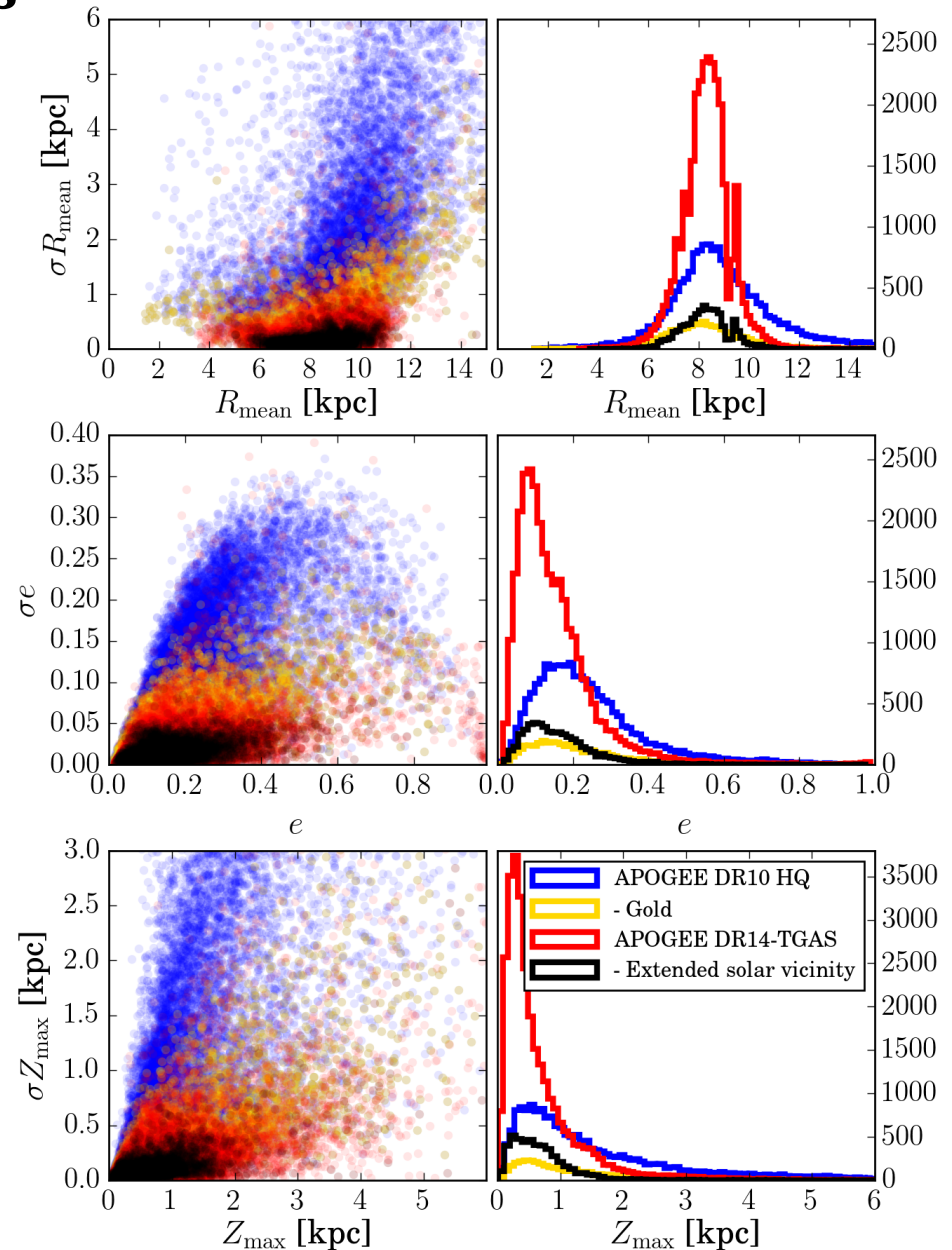 6
5
4
3
2
1
0
σR_mean [kpc]
0 2 4 6 8 10 12 14
R_mean [kpc]
2500
2000
1500
1000
500
0
0 2 4 6 8 10 12 14
R_mean [kpc]
0.40
0.35
0.30
0.25
0.20
0.15
0.10
0.05
0.00
σe
0.0 0.2 0.4 0.6 0.8
e
2500
2000
1500
1000
500
0
0.0 0.2 0.4 0.6 0.8 1.0
e
3.0
2.5
2.0
1.5
1.0
0.5
0.0
σZ_max [kpc]
0 1 2 3 4 5
Z_max [kpc]
APOGEE DR10 HQ
- Gold
APOGEE DR14-TGAS
- Extended solar vicinity
3500
3000
2500
2000
1500
1000
500
0
0 1 2 3 4 5 6
Z_max [kpc]